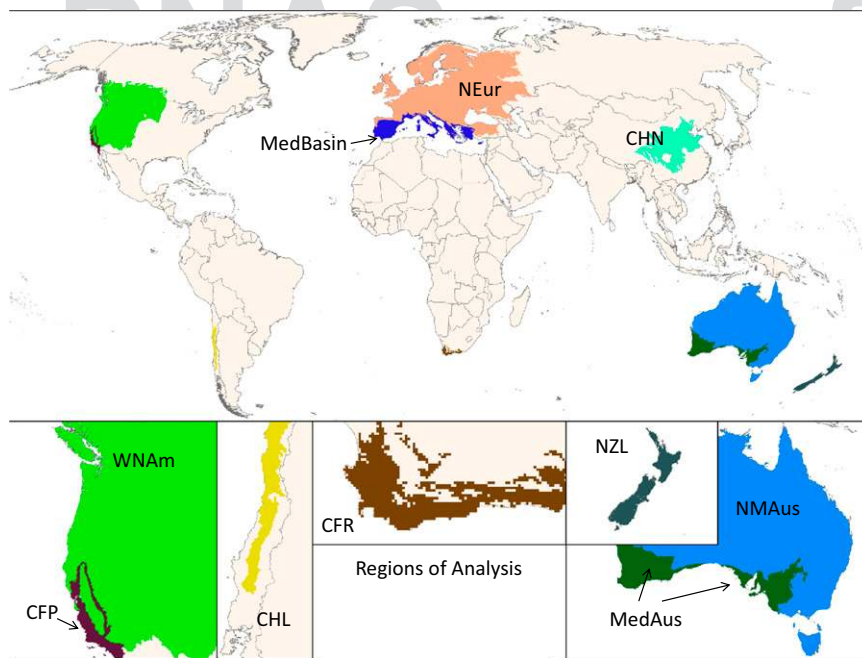 NEur
MedBasin
CHN
WNAm
CFP
CHL
CFR
Regions of Analysis
NZL
NMAus
MedAus